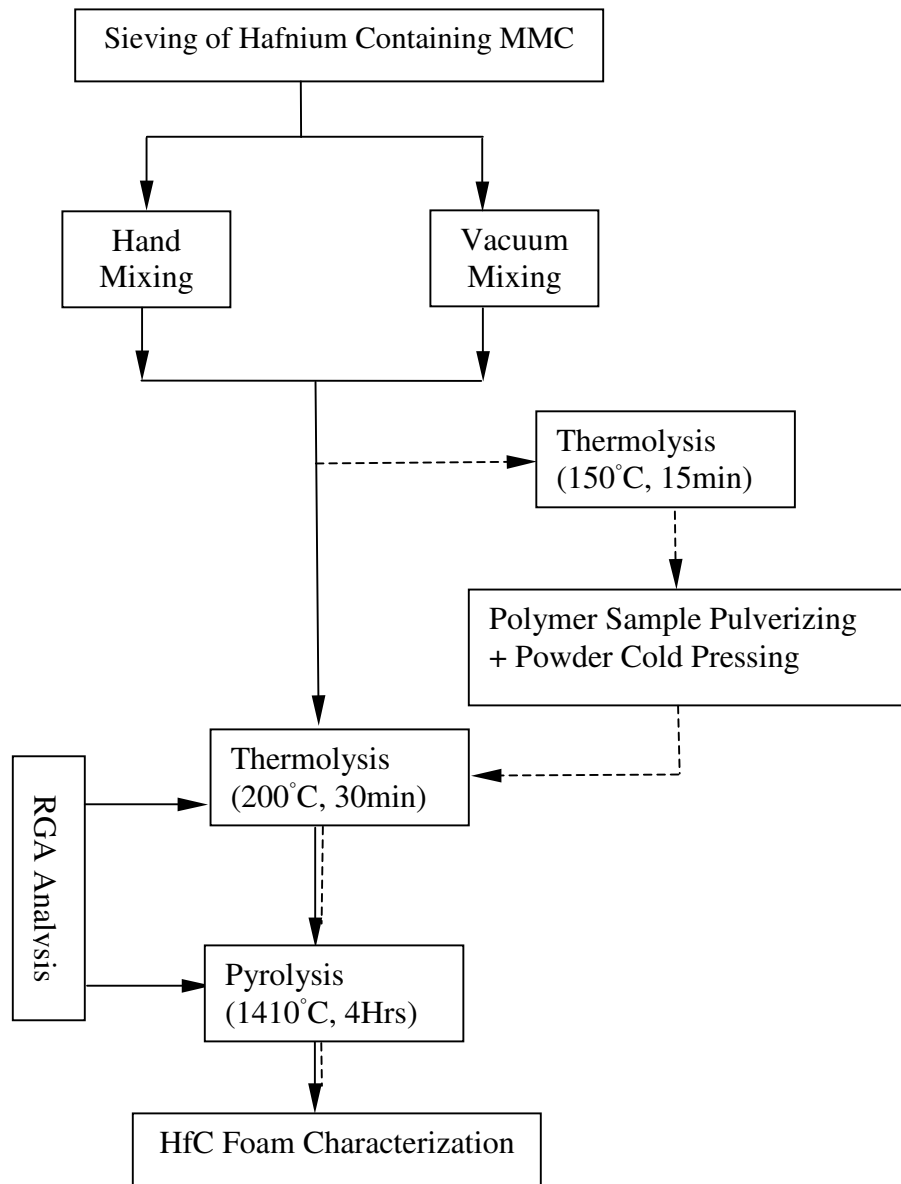 Sieving of Hafnium Containing MMC
Hand
Mixing
Vacuum
Mixing
Thermolysis
(150°C, 15min)
Polymer Sample Pulverizing
+ Powder Cold Pressing
Thermolysis
(200°C, 30min)
RGA Analysis
Pyrolysis
(1410°C, 4Hrs)
HfC Foam Characterization